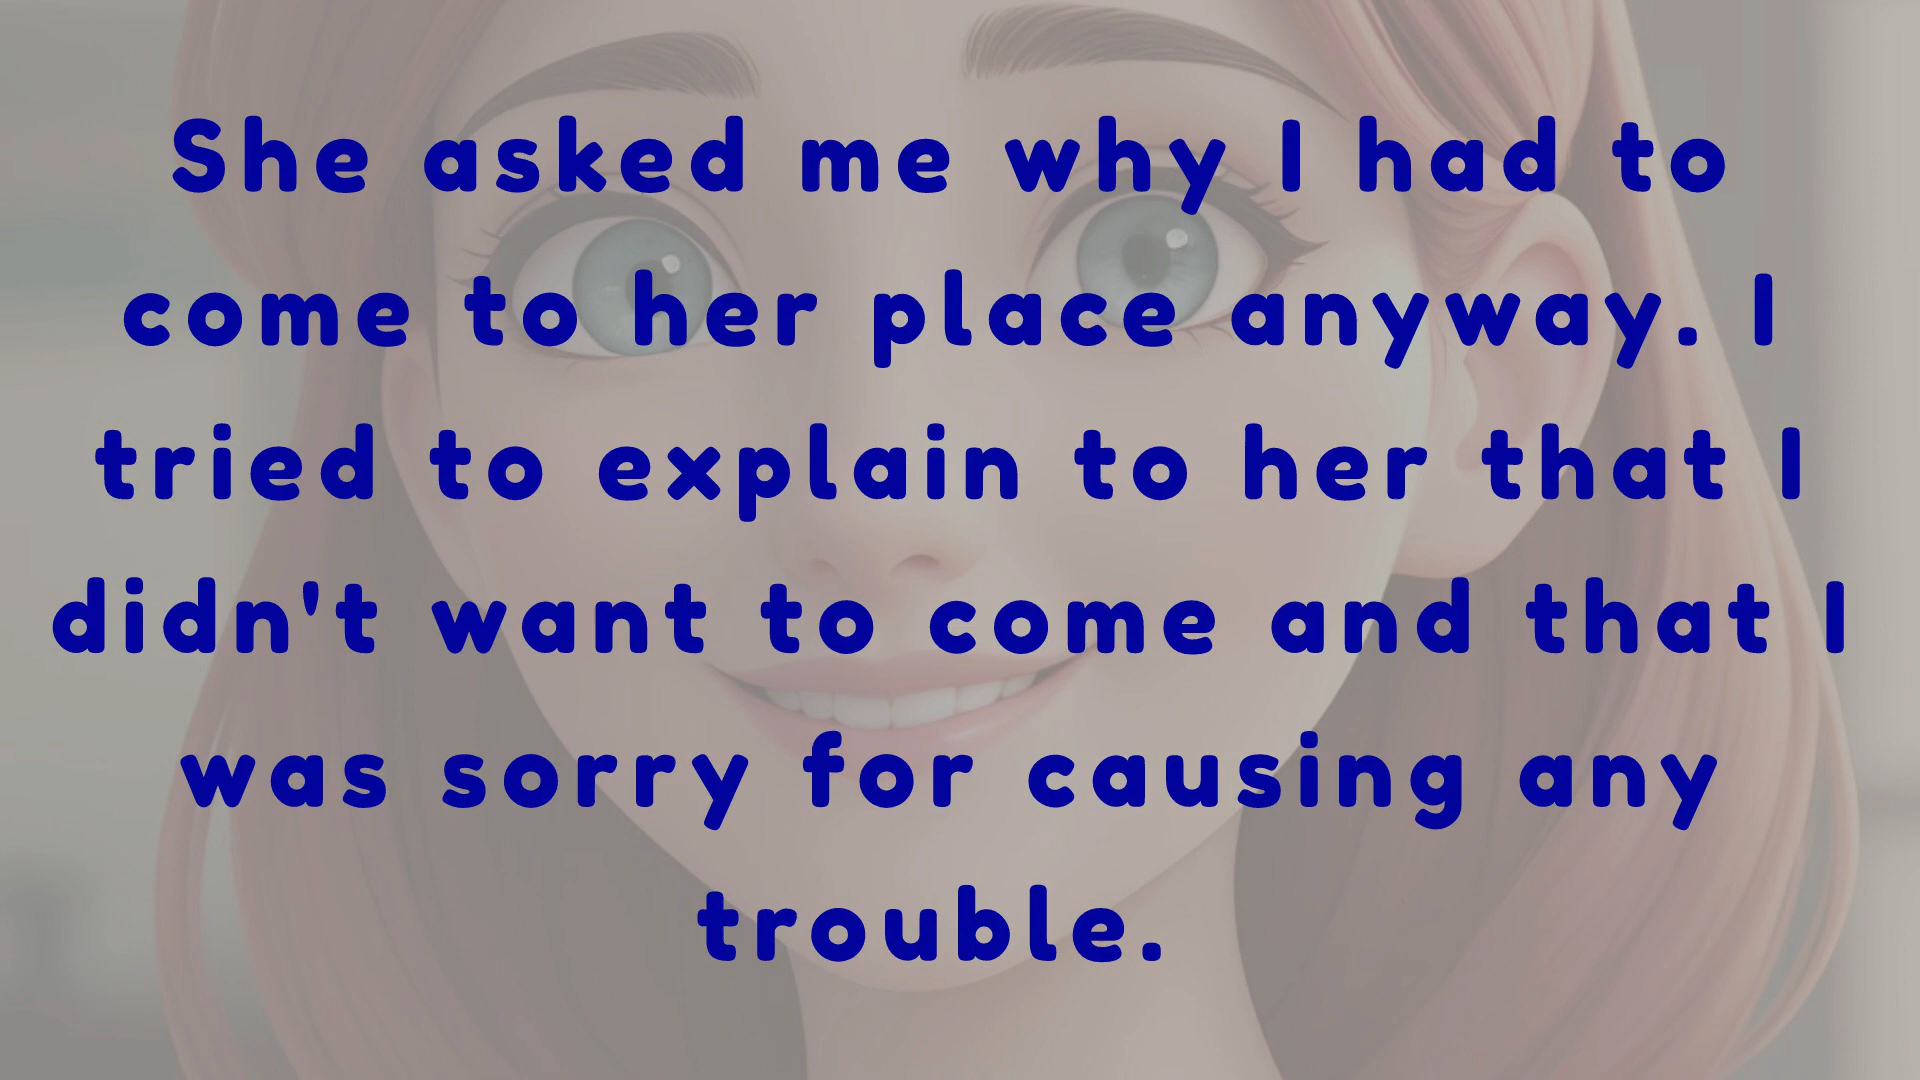 She asked me why I had to
come to her place anyway. I
tried to explain to her that I
didn't want to come and that I
was sorry for causing any
trouble.